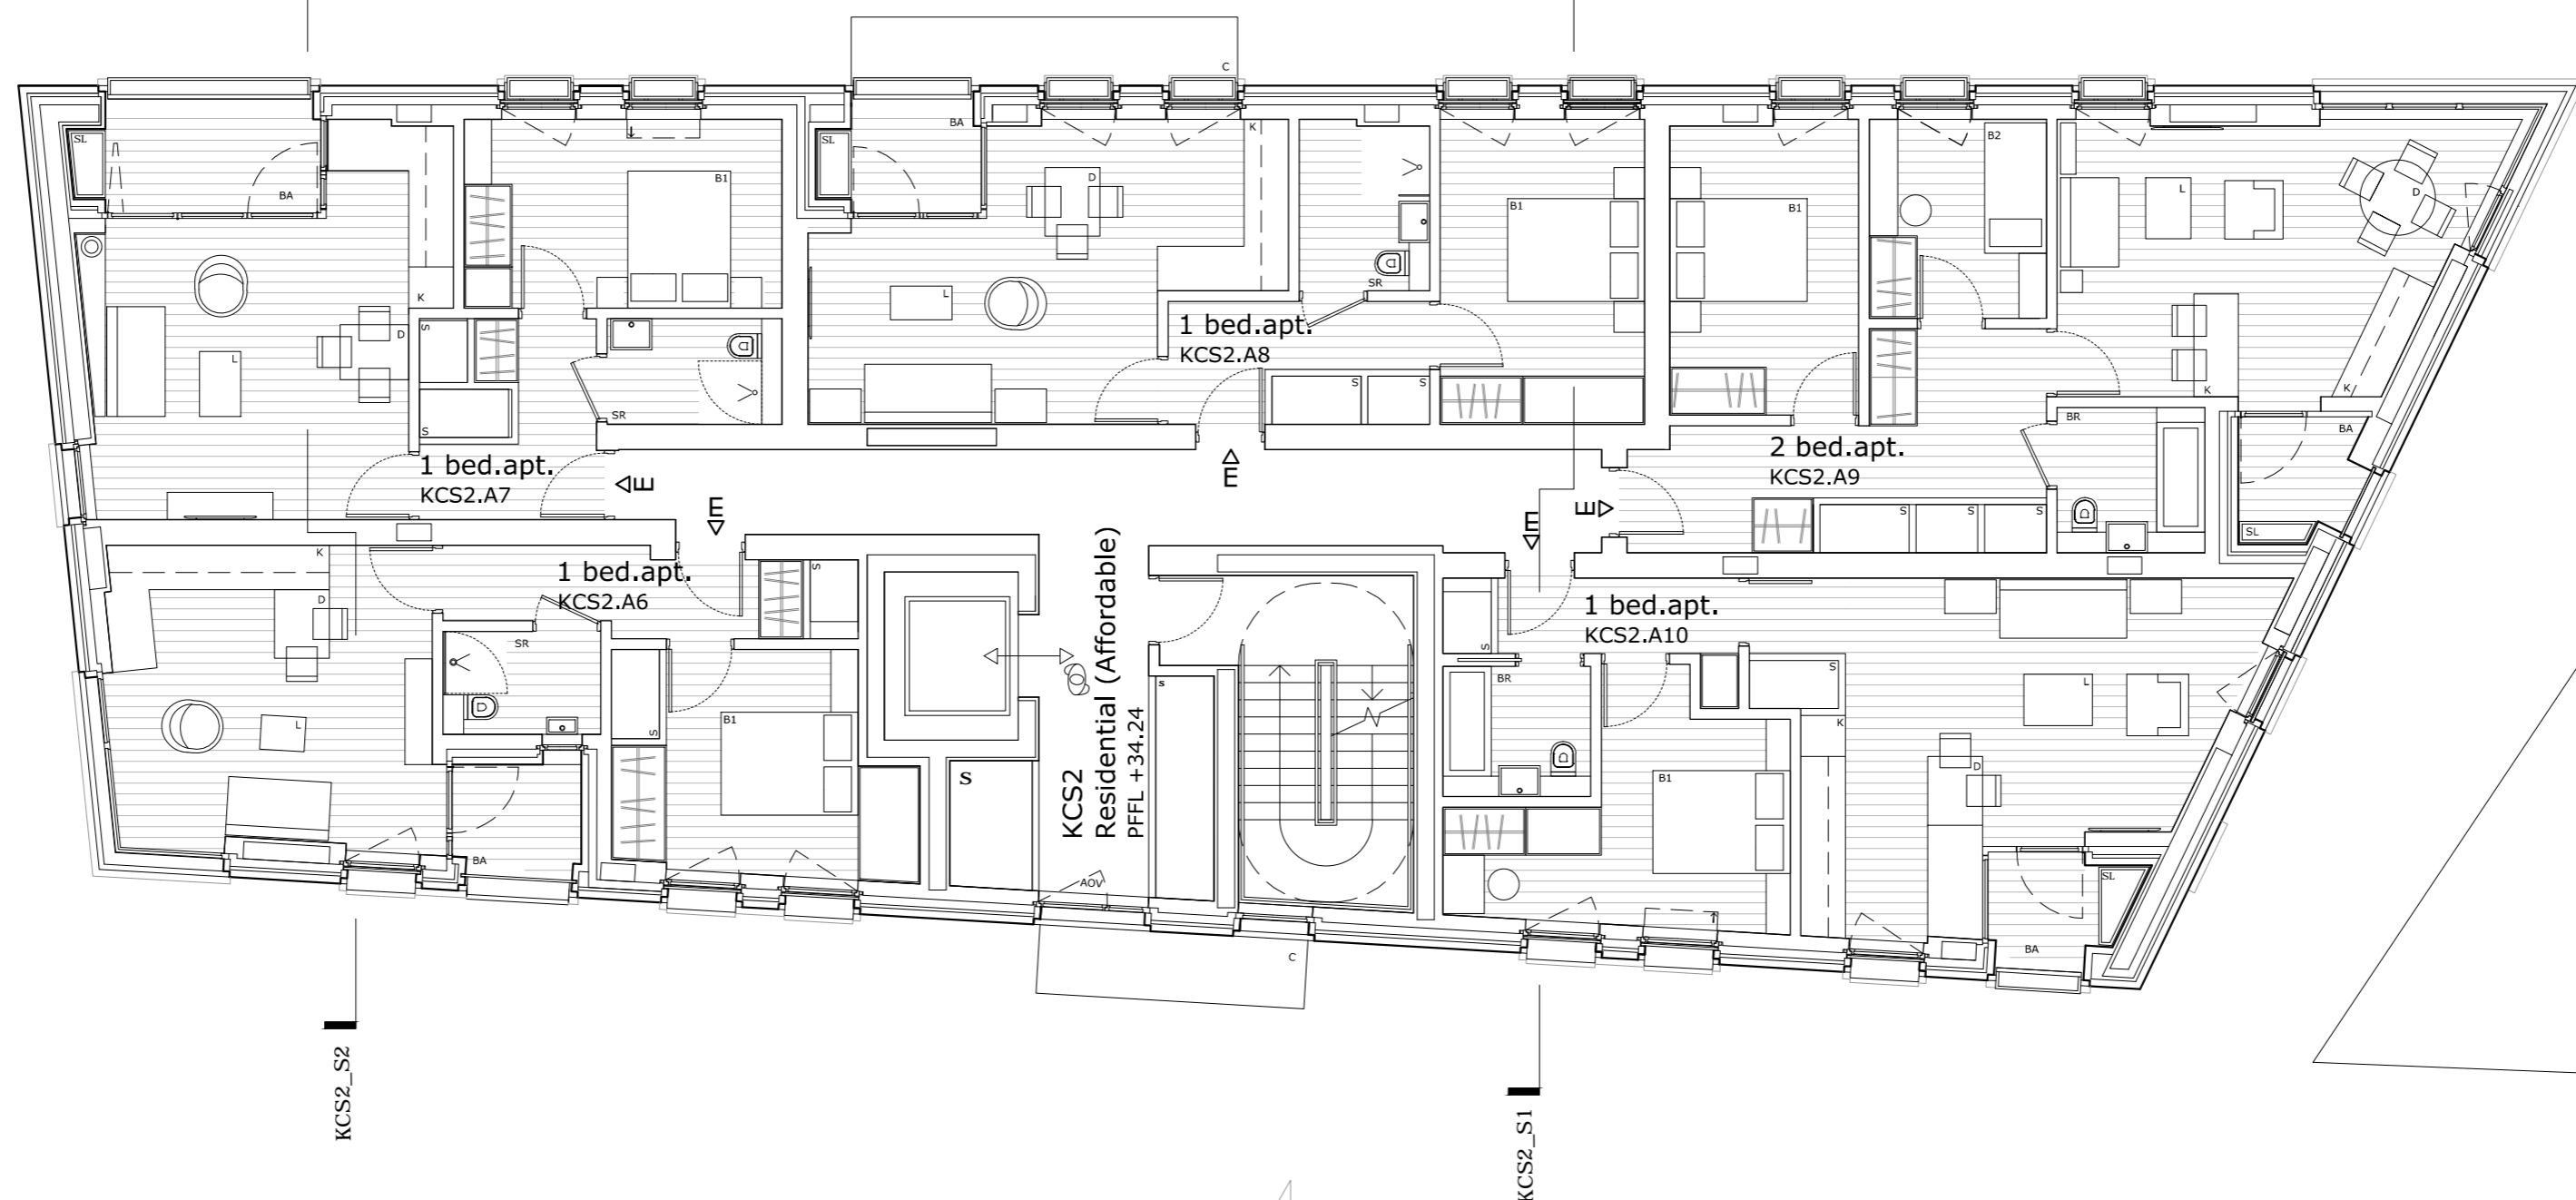 C
SL
BA
K
B1
S
L
D
SR
S
1 bed.apt.
KCS2.A7
E
SL
BA
D
K
L
SR
B1
1 bed.apt.
KCS2.A8
S
S
E
B1
B2
L
D
K
K
BR
BA
SL
2 bed.apt.
KCS2.A9
S
S
S
E
K
D
L
SR
BA
1 bed.apt.
KCS2.A6
E
S
S
B1
S
KCS2
Residential (Affordable)
PFFL +34.24
AOV
s
C
E
1 bed.apt.
KCS2.A10
S
BR
S
K
L
D
B1
SL
BA
KCS2_S2
KCS2_S1